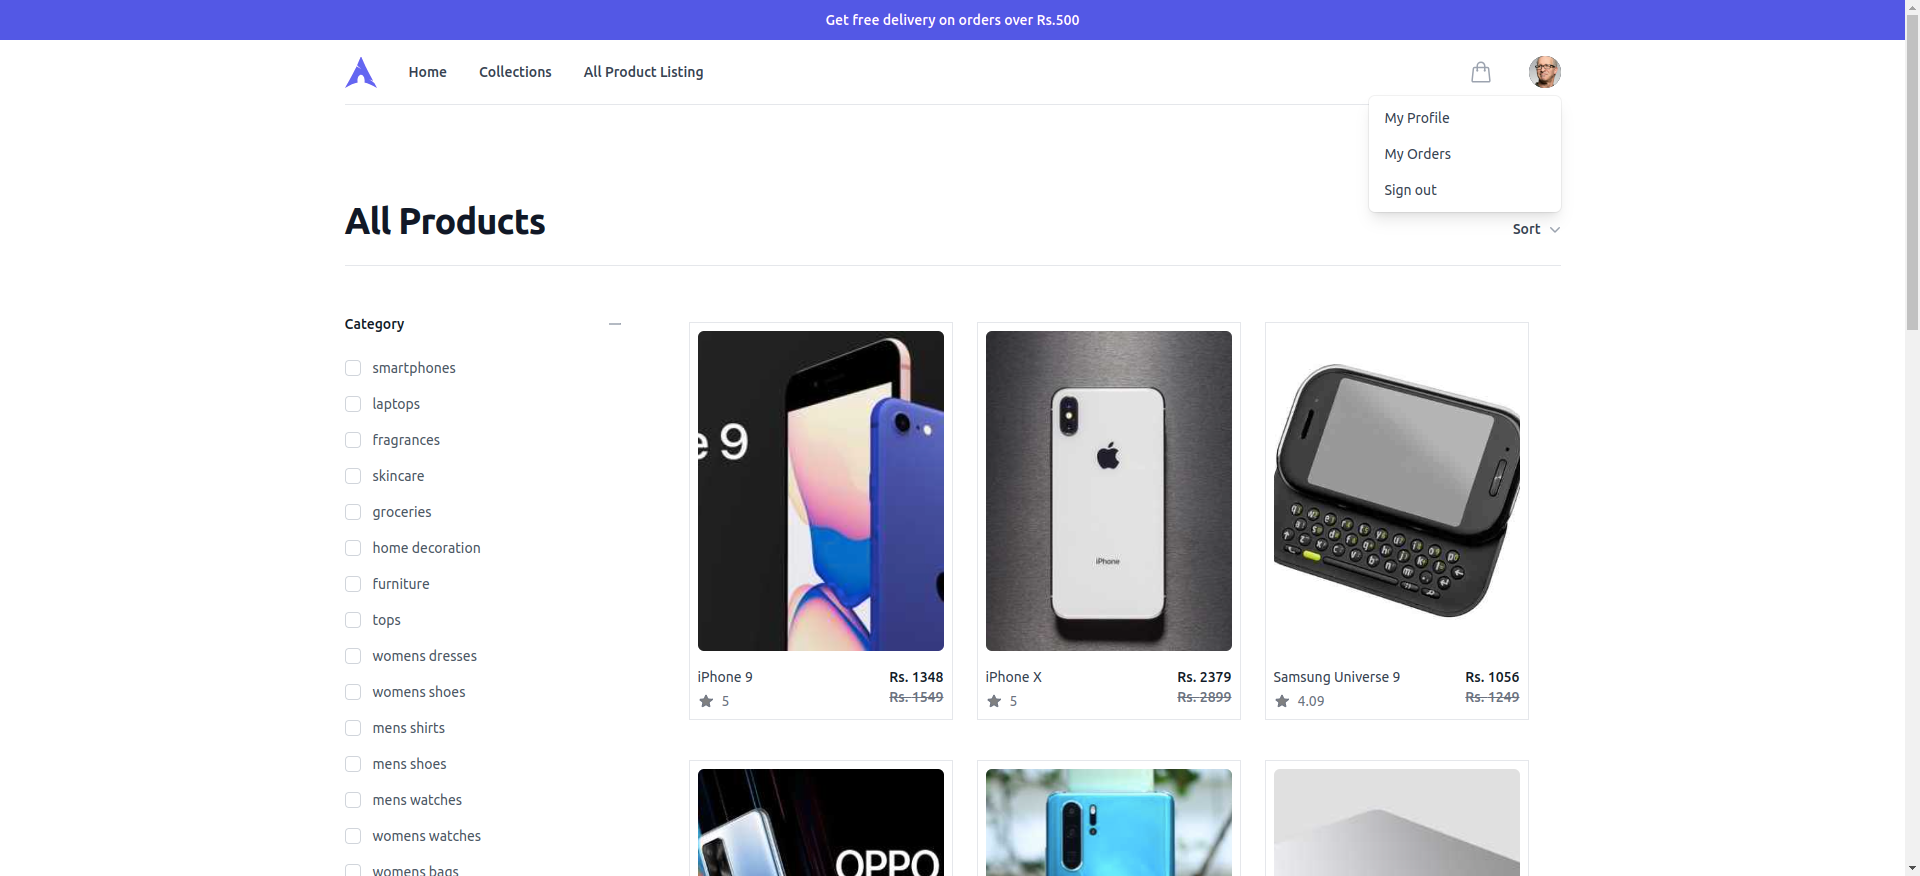 Get free delivery on orders over Rs.500
Home Collections All Product Listing
My Profile
My Orders
Sign out
All Products
Sort
Category
smartphones
laptops
fragrances
skincare
groceries
home decoration
furniture
tops
womens dresses
womens shoes
mens shirts
mens shoes
mens watches
womens watches
womens bags
e 9
iPhone
iPhone 9 Rs. 1348
5 Rs. 1549
iPhone X Rs. 2379
5 Rs. 2899
Samsung Universe 9 Rs. 1056
4.09 Rs. 1249
OPPO